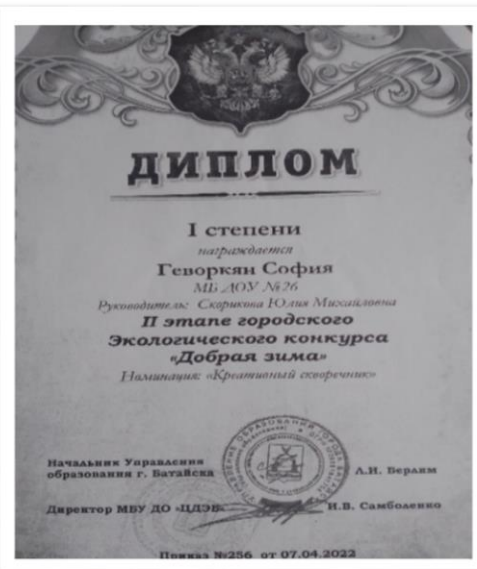 ДИПЛОМ
I степени
награждается
Геворкян София
МБ ДОУ №26
Руководитель: Скорикова Юлия Михайловна
II этапе городского
Экологического конкурса
«Добрая зима»
Номинация: «Креативный скворечник»
Начальник Управления
образования г. Батайска
Л.И. Берлим
Директор МБУ ДО «ЦДЭВ»
И.В. Самболенко
Приказ №256 от 07.04.2022